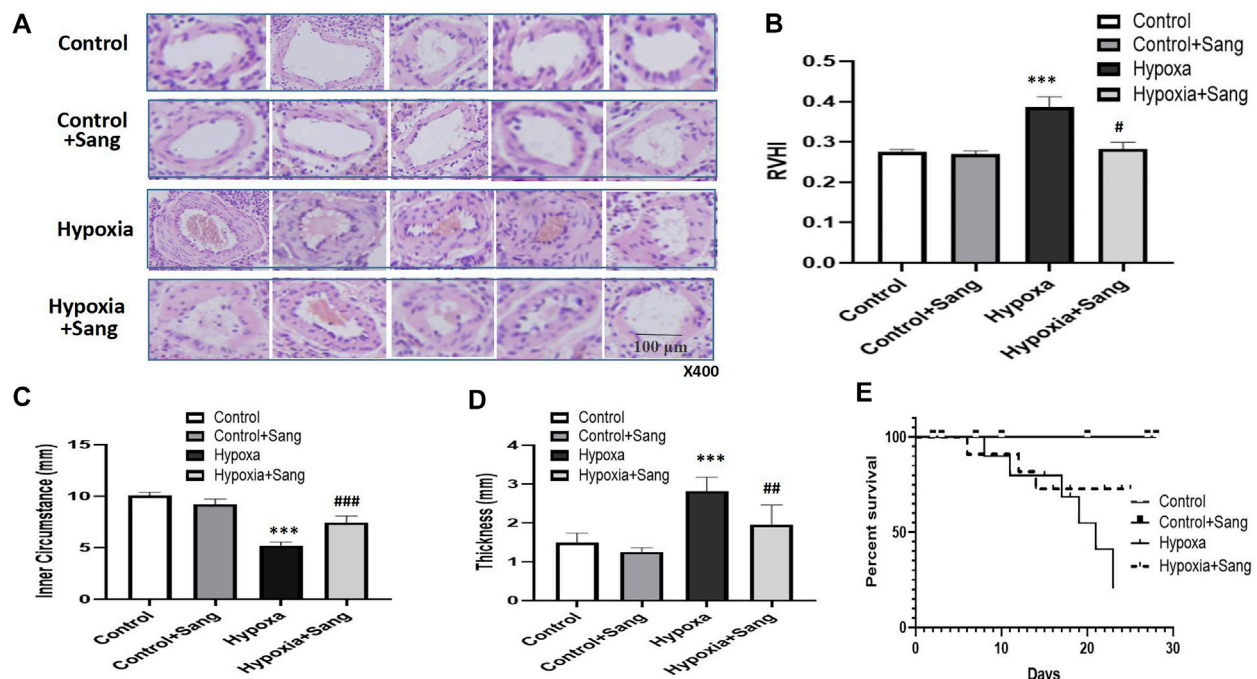 A
Control
Control
+Sang
Hypoxia
Hypoxia
+Sang
100 μm
X400
B
Control
Control+Sang
Hypoxa
Hypoxia+Sang
RVHI
0.5
0.4
0.3
0.2
0.0
***
#
Control
Control+Sang
Hypoxa
Hypoxia+Sang
C
Control
Control+Sang
Hypoxa
Hypoxia+Sang
Inner Circumstance (mm)
15
10
5
0
***
###
Control
Control+Sang
Hypoxa
Hypoxia+Sang
D
Control
Control+Sang
Hypoxa
Hypoxia+Sang
Thickness (mm)
4
3
2
1
0
***
##
Control
Control+Sang
Hypoxa
Hypoxia+Sang
E
Percent survival
100
50
0
0
10
20
30
Days
Control
Control+Sang
Hypoxa
Hypoxia+Sang